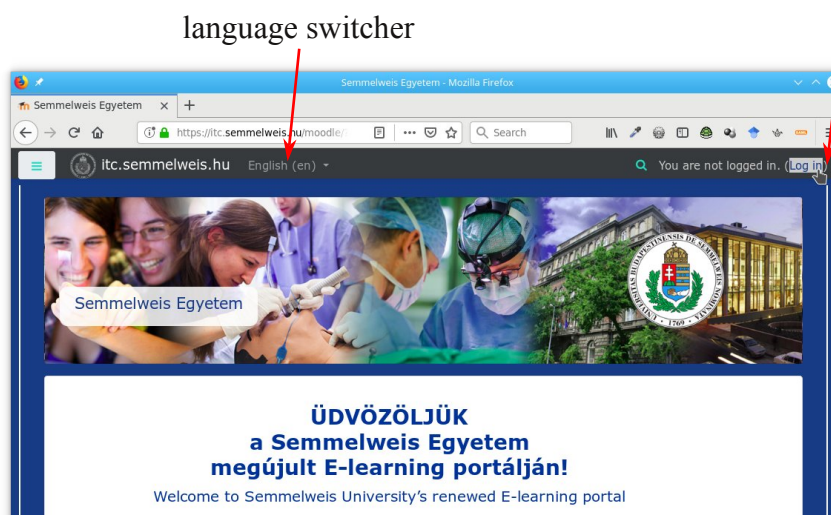 language switcher
Semmelweis Egyetem - Mozilla Firefox
Semmelweis Egyetem
https://itc.semmelweis.hu/moodle/
Search
itc.semmelweis.hu English (en) You are not logged in. (Log in)
Semmelweis Egyetem
1769
ÜDVÖZÖLJÜK
a Semmelweis Egyetem
megújult E-learning portálján!
Welcome to Semmelweis University's renewed E-learning portal